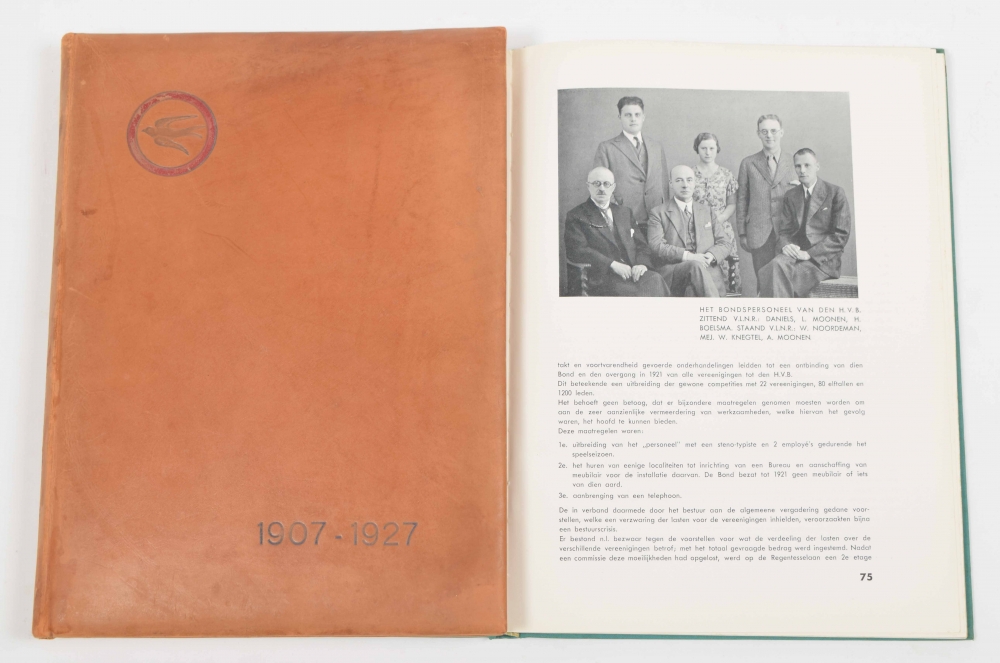 1907-1927
HET BONDSPERSONEEL VAN DEN H.V.B.
ZITTEND V.L.N.R.: DANIELS, L. MOONEN, H.
BOELSMA. STAAND V.L.N.R.: W. NOORDEMAN,
MEJ. W. KNEGTEL, A. MOONEN
takt en voortvarendheid gevoerde onderhandelingen leidden tot een ontbinding van dien
Bond en den overgang in 1921 van alle vereenigingen tot den H.V.B.
Dit beteekende een uitbreiding der gewone competities met 22 vereenigingen, 80 elftallen en
1200 leden.
Het behoeft geen betoog, dat er bijzondere maatregelen genomen moesten worden om
aan de zeer aanzienlijke vermeerdering van werkzaamheden, welke hiervan het gevolg
waren, het hoofd te kunnen bieden.
Deze maatregelen waren:
1e. uitbreiding van het „personeel" met een steno-typiste en 2 employé's gedurende het
speelseizoen.
2e. het huren van eenige localiteiten tot inrichting van een Bureau en aanschaffing van
meubilair voor de installatie daarvan. De Bond bezat tot 1921 geen meubilair of iets
van dien aard.
3e. aanbrenging van een telephoon.
De in verband daarmede door het bestuur aan de algemeene vergadering gedane voor-
stellen, welke een verzwaring der lasten voor de vereenigingen inhielden, veroorzaakten bijna
een bestuurscrisis.
Er bestand n.l. bezwaar tegen de voorstellen voor wat de verdeeling der lasten over de
verschillende vereenigingen betrof; met het totaal gevraagde bedrag werd ingestemd. Nadat
een commissie deze moeilijkheden had opgelost, werd op de Regentesselaan een 2e etage
75